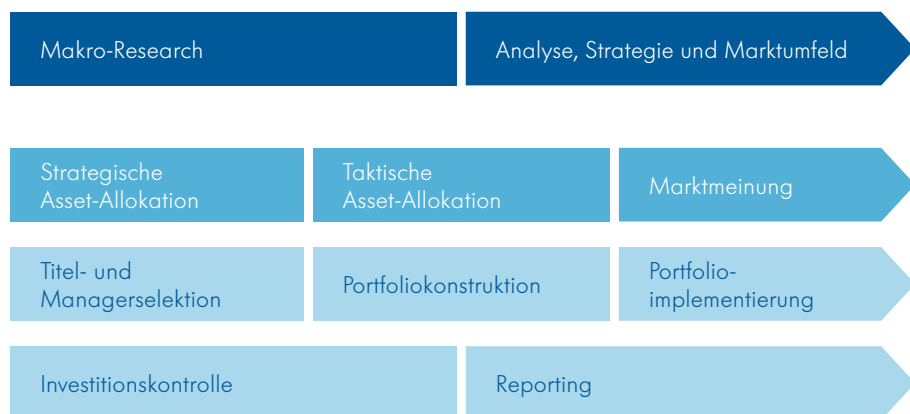 Makro-Research
Analyse, Strategie und Marktumfeld
Strategische
Asset-Allokation
Taktische
Asset-Allokation
Marktmeinung
Titel- und
Managerselektion
Portfoliokonstruktion
Portfolio-
implementierung
Investitionskontrolle
Reporting